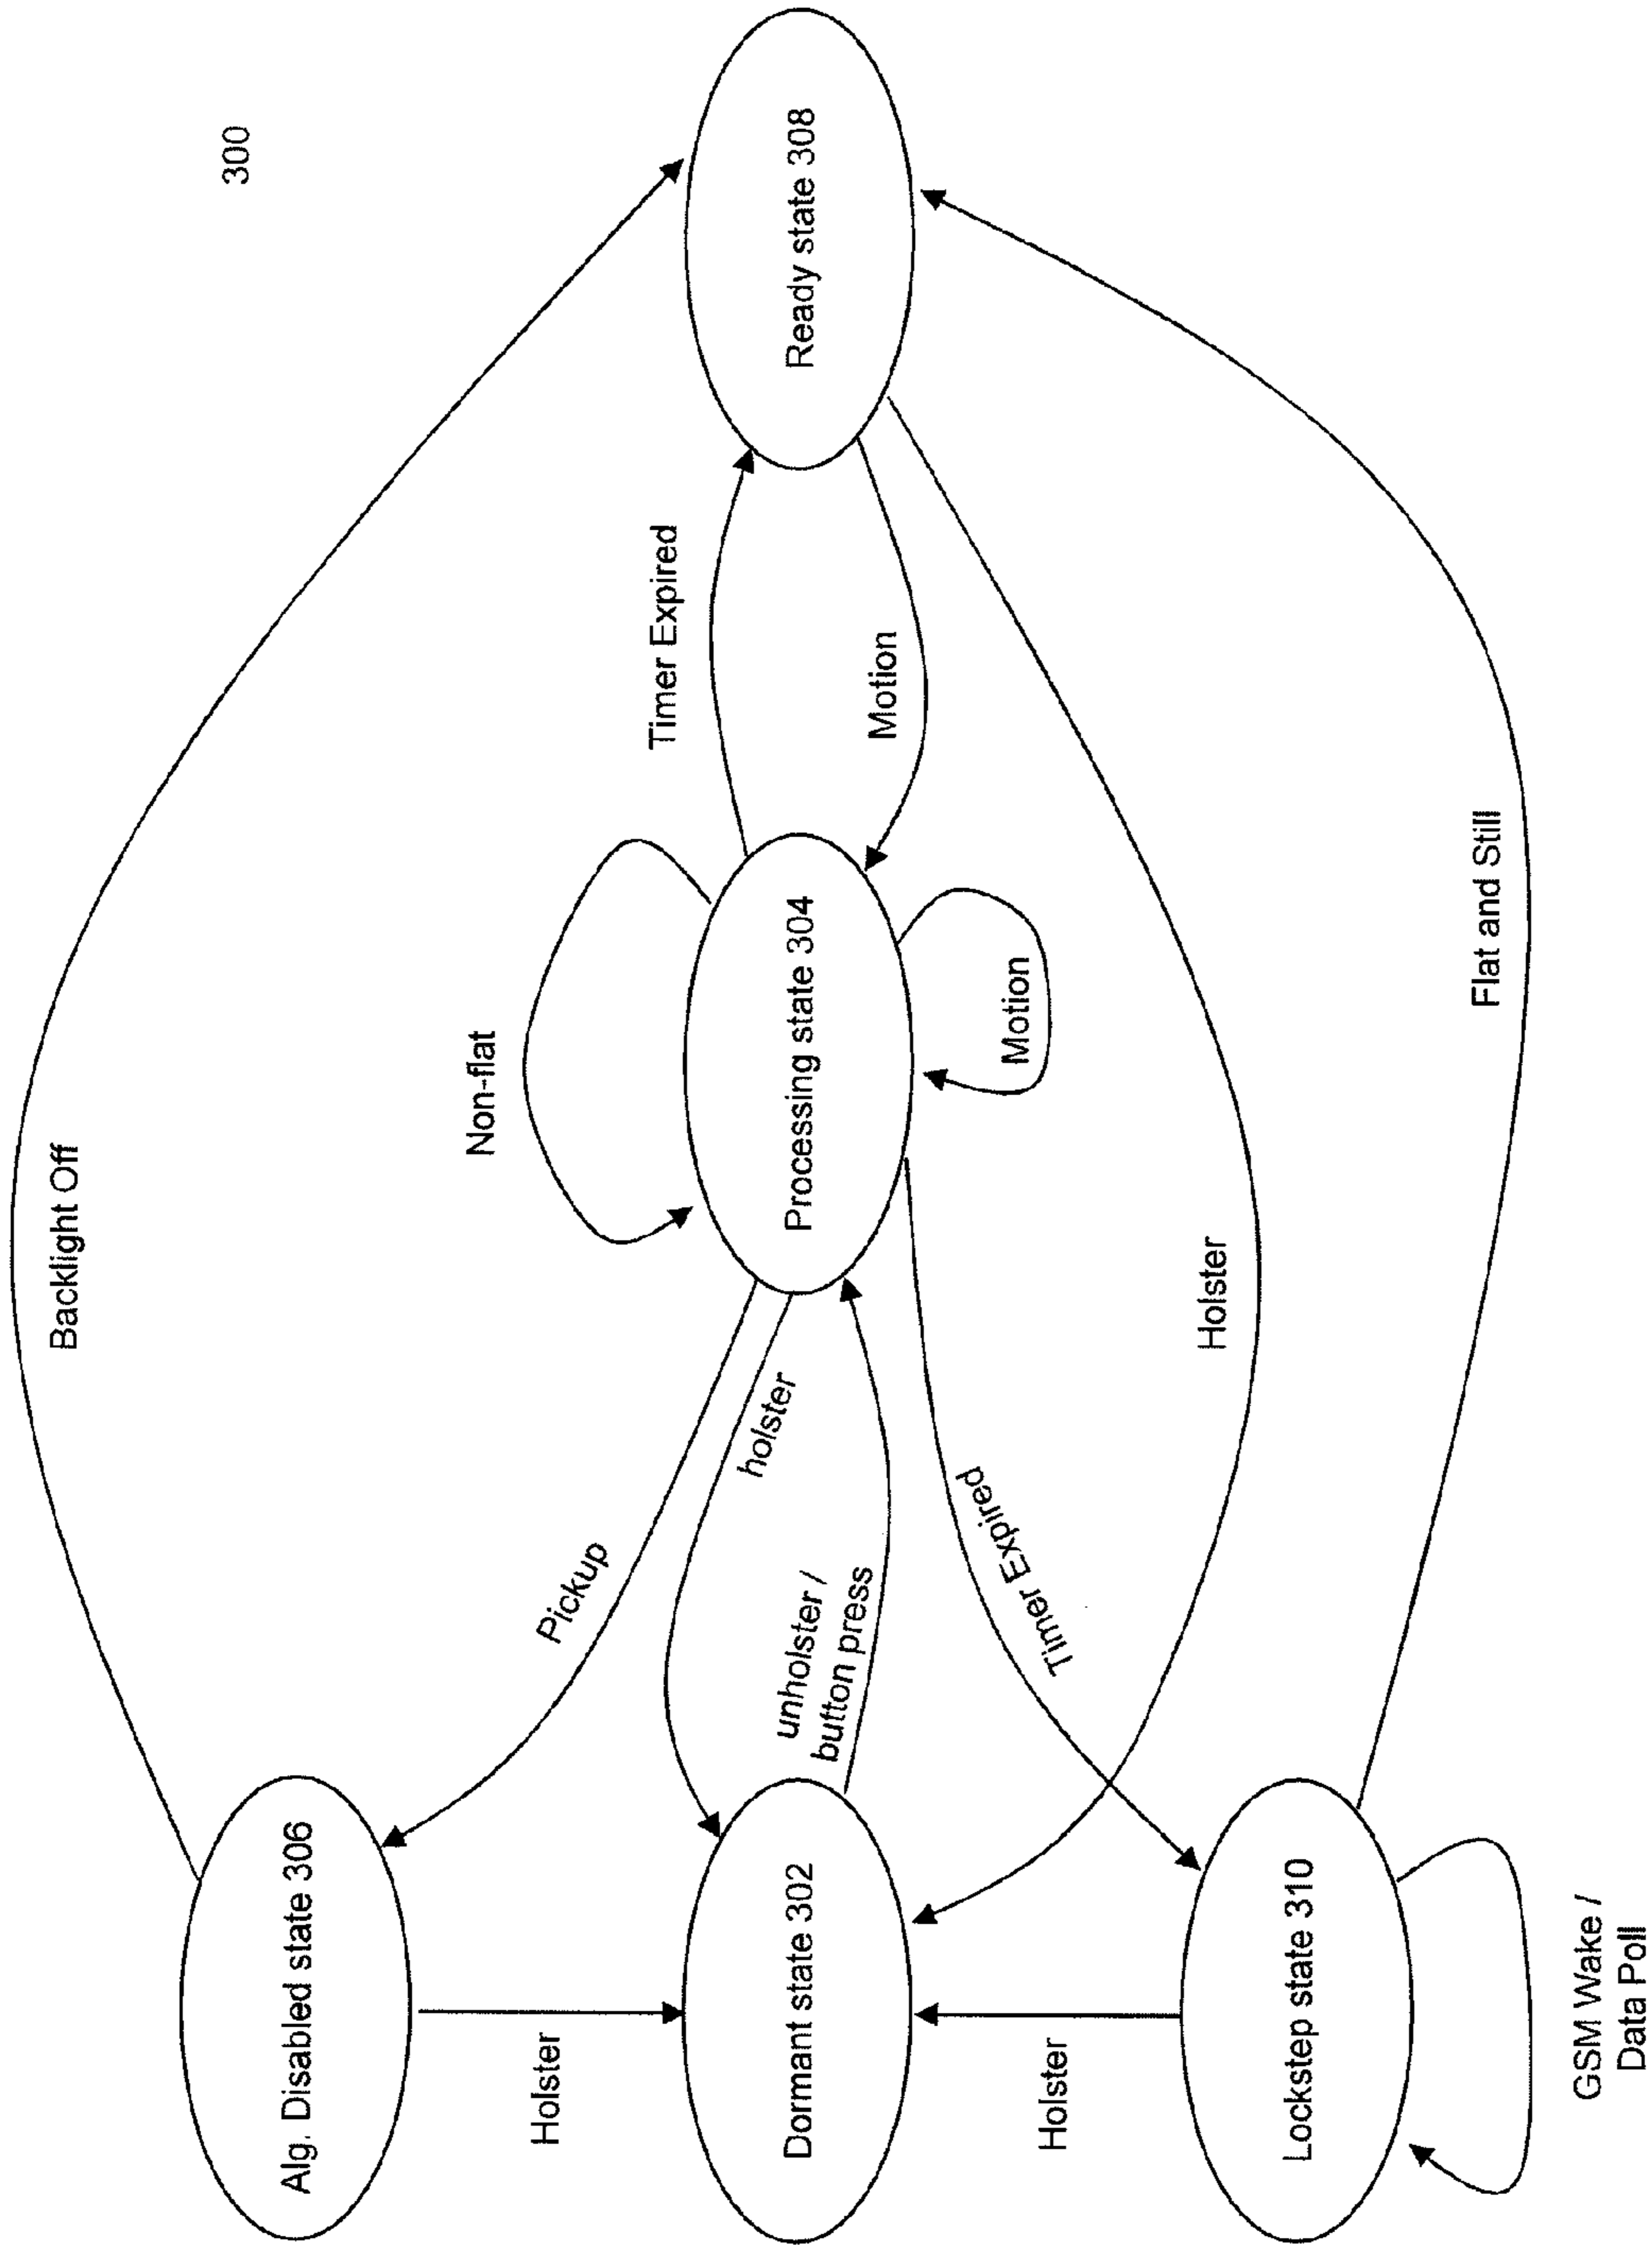 300
Backlight Off
Alg. Disabled state 306
Pickup
Non-flat
Timer Expired
Holster
holster
Dormant state 302
unholster /
button press
Processing state 304
Ready state 308
Motion
Motion
Timer Expired
Holster
Holster
Lockstep state 310
Flat and Still
GSM Wake /
Data Poll